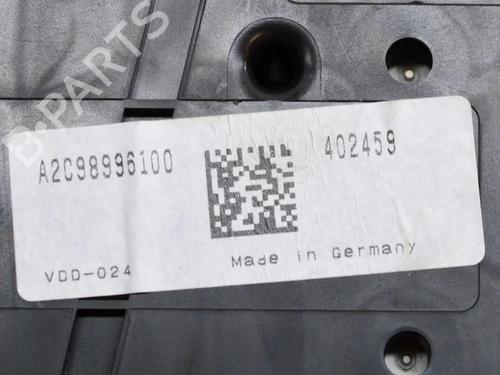 B-PARTS
A2C98996100
402459
VDD-024
Made in Germany